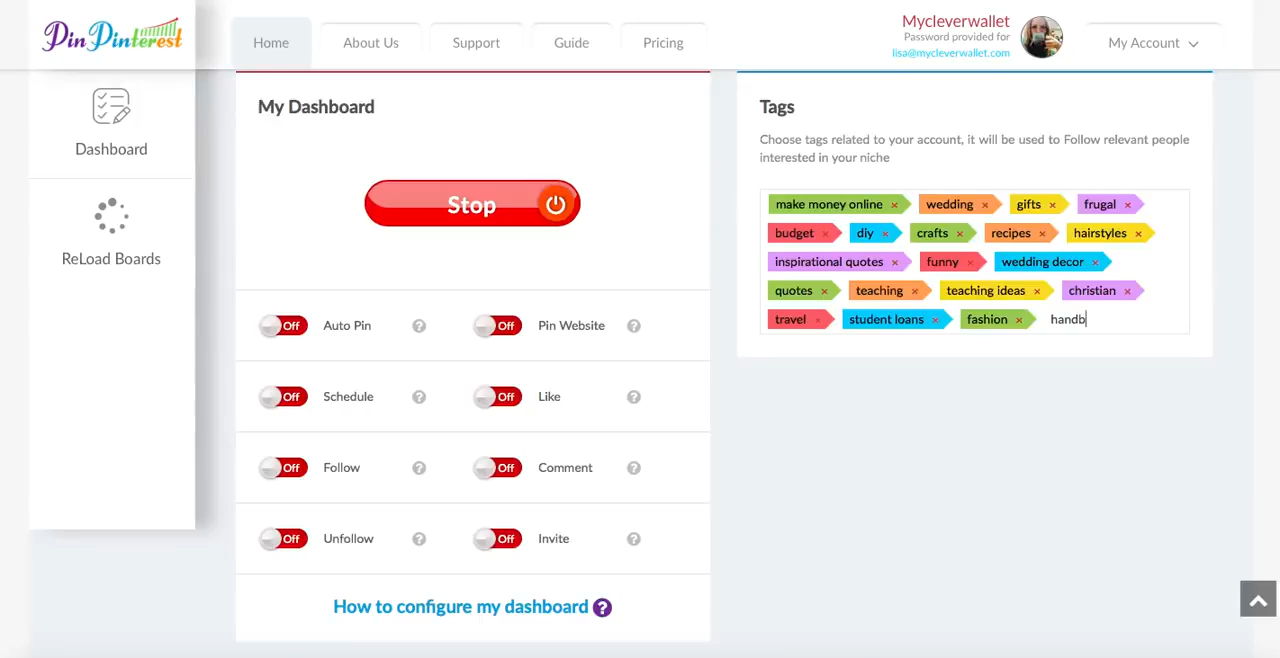 PinPinterest
Home
About Us
Support
Guide
Pricing
Mycleverwallet
Password provided for
lisa@mycleverwallet.com
My Account
Dashboard
ReLoad Boards
My Dashboard
Stop
Off Auto Pin ? Off Pin Website ?
Off Schedule ? Off Like ?
Off Follow ? Off Comment ?
Off Unfollow ? Off Invite ?
How to configure my dashboard ?
Tags
Choose tags related to your account, it will be used to Follow relevant people
interested in your niche
make money online × wedding × gifts × frugal ×
budget × diy × crafts × recipes × hairstyles ×
inspirational quotes × funny × wedding decor ×
quotes × teaching × teaching ideas × christian ×
travel × student loans × fashion × handb